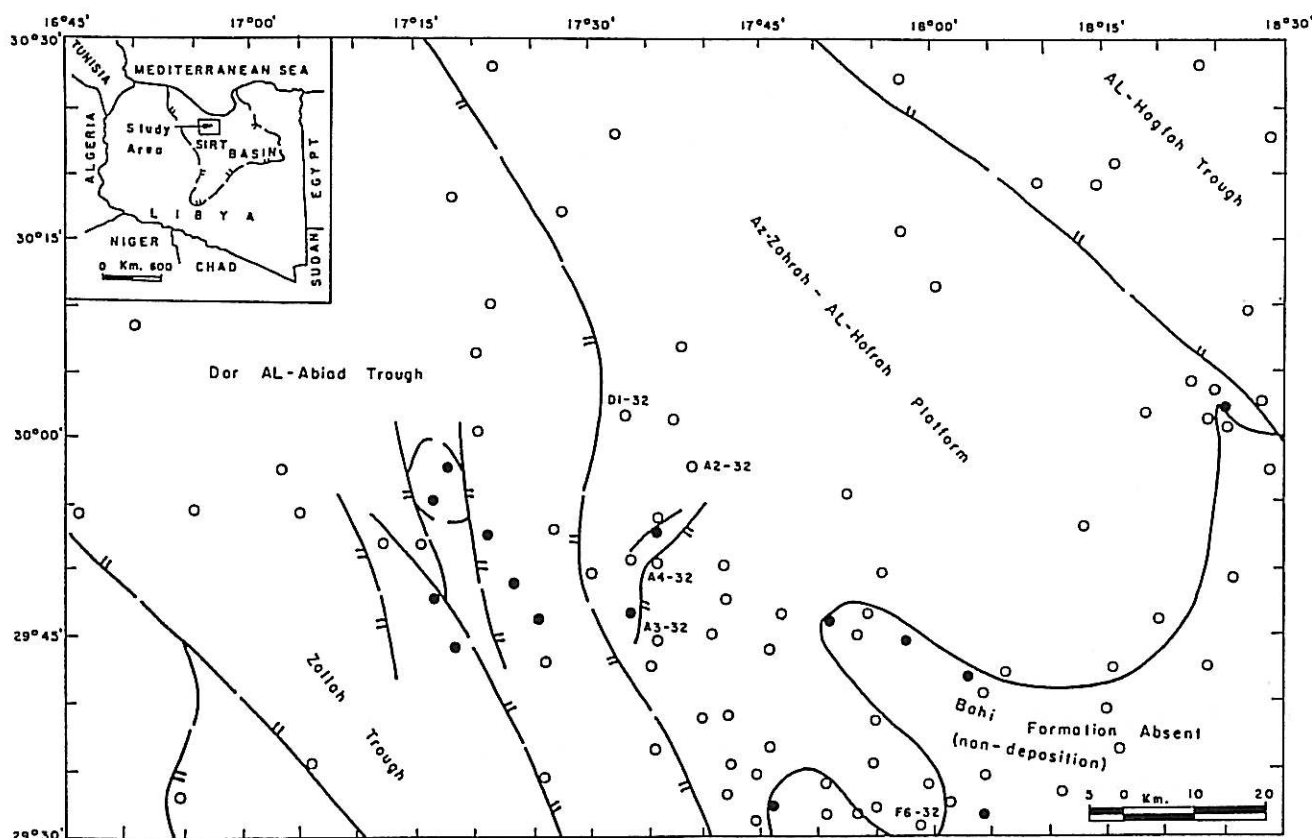 16°45' 17°00' 17°15' 17°30' 17°45' 18°00' 18°15' 18°30'
30°30'
30°15'
30°00'
29°45'
29°30'
TUNISIA
MEDITERRANEAN SEA
ALGERIA
Study
Area
SIRT
BASIN
EGYPT
LIBYA
NIGER
CHAD
SUDAN
0 Km. 600
AL-Hagfah Trough
Az-Zahrah - AL-Hofrah Platform
Dor AL-Abiad Trough
D1-32
A2-32
A4-32
A3-32
Zallah Trough
Bahi Formation Absent
(non-deposition)
F6-32
5 0 Km. 10 20